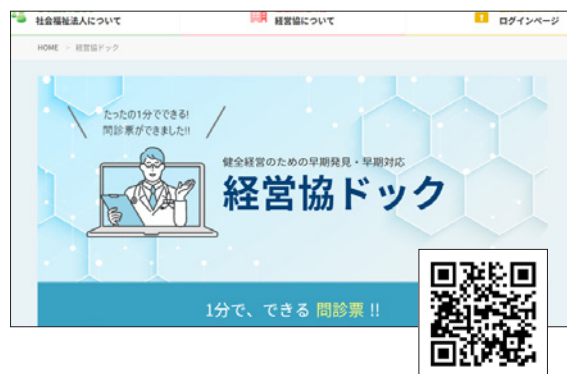 社会福祉法人について
経営協について
ログインページ
HOME > 経営協ドック
たったの1分でできる!
問診票ができました!!
健全経営のための早期発見・早期対応
経営協ドック
1分で、できる 問診票 !!